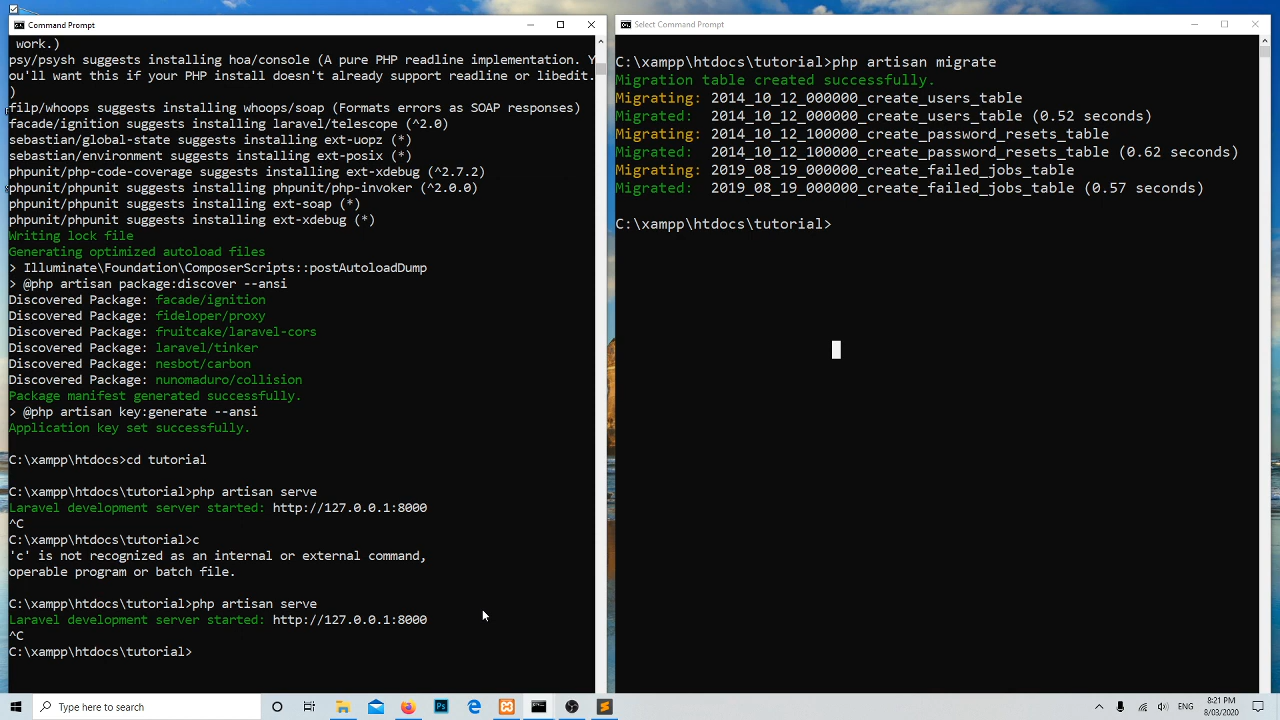 Command Prompt
work.)
psy/psysh suggests installing hoa/console (A pure PHP readline implementation. Y
ou'll want this if your PHP install doesn't already support readline or libedit.
)
filp/whoops suggests installing whoops/soap (Formats errors as SOAP responses)
facade/ignition suggests installing laravel/telescope (^2.0)
sebastian/global-state suggests installing ext-uopz (*)
sebastian/environment suggests installing ext-posix (*)
phpunit/php-code-coverage suggests installing ext-xdebug (^2.7.2)
phpunit/phpunit suggests installing phpunit/php-invoker (^2.0.0)
phpunit/phpunit suggests installing ext-soap (*)
phpunit/phpunit suggests installing ext-xdebug (*)
Writing lock file
Generating optimized autoload files
> Illuminate\Foundation\ComposerScripts::postAutoloadDump
> @php artisan package:discover --ansi
Discovered Package: facade/ignition
Discovered Package: fideloper/proxy
Discovered Package: fruitcake/laravel-cors
Discovered Package: laravel/tinker
Discovered Package: nesbot/carbon
Discovered Package: nunomaduro/collision
Package manifest generated successfully.
> @php artisan key:generate --ansi
Application key set successfully.
C:\xampp\htdocs>cd tutorial
C:\xampp\htdocs\tutorial>php artisan serve
Laravel development server started: http://127.0.0.1:8000
^C
C:\xampp\htdocs\tutorial>c
'c' is not recognized as an internal or external command,
operable program or batch file.
C:\xampp\htdocs\tutorial>php artisan serve
Laravel development server started: http://127.0.0.1:8000
^C
C:\xampp\htdocs\tutorial>
Select Command Prompt
C:\xampp\htdocs\tutorial>php artisan migrate
Migration table created successfully.
Migrating: 2014_10_12_000000_create_users_table
Migrated: 2014_10_12_000000_create_users_table (0.52 seconds)
Migrating: 2014_10_12_100000_create_password_resets_table
Migrated: 2014_10_12_100000_create_password_resets_table (0.62 seconds)
Migrating: 2019_08_19_000000_create_failed_jobs_table
Migrated: 2019_08_19_000000_create_failed_jobs_table (0.57 seconds)
C:\xampp\htdocs\tutorial>
Type here to search
Ps
ENG
8:21 PM
8/03/2020